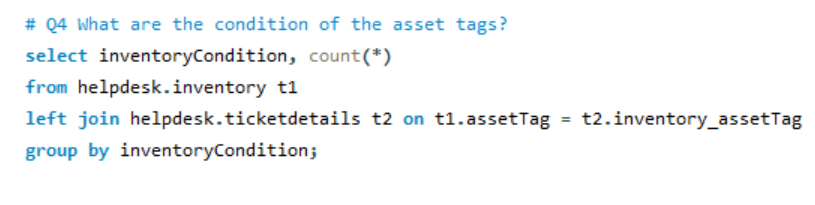 # Q4 What are the condition of the asset tags?
select inventoryCondition, count(*)
from helpdesk.inventory t1
left join helpdesk.ticketdetails t2 on t1.assetTag = t2.inventory_assetTag
group by inventoryCondition;